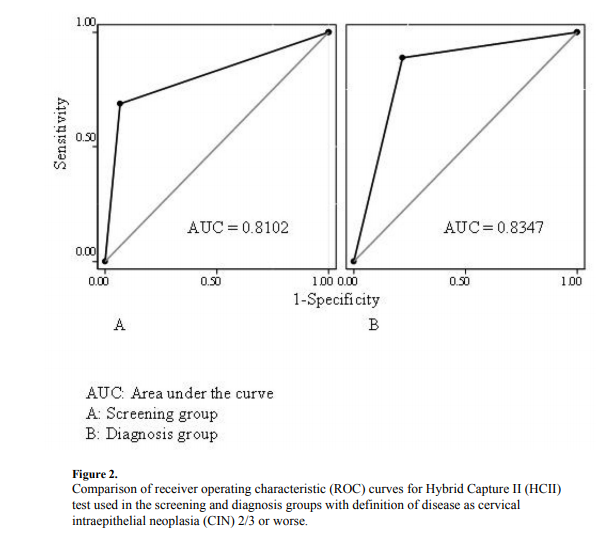 1.00
Sensitivity
0.50
AUC = 0.8102
AUC = 0.8347
0.00
0.00 0.50 1.00 0.00 0.50 1.00
1-Specificity
A B
AUC: Area under the curve
A: Screening group
B: Diagnosis group
Figure 2.
Comparison of receiver operating characteristic (ROC) curves for Hybrid Capture II (HCII)
test used in the screening and diagnosis groups with definition of disease as cervical
intraepithelial neoplasia (CIN) 2/3 or worse.